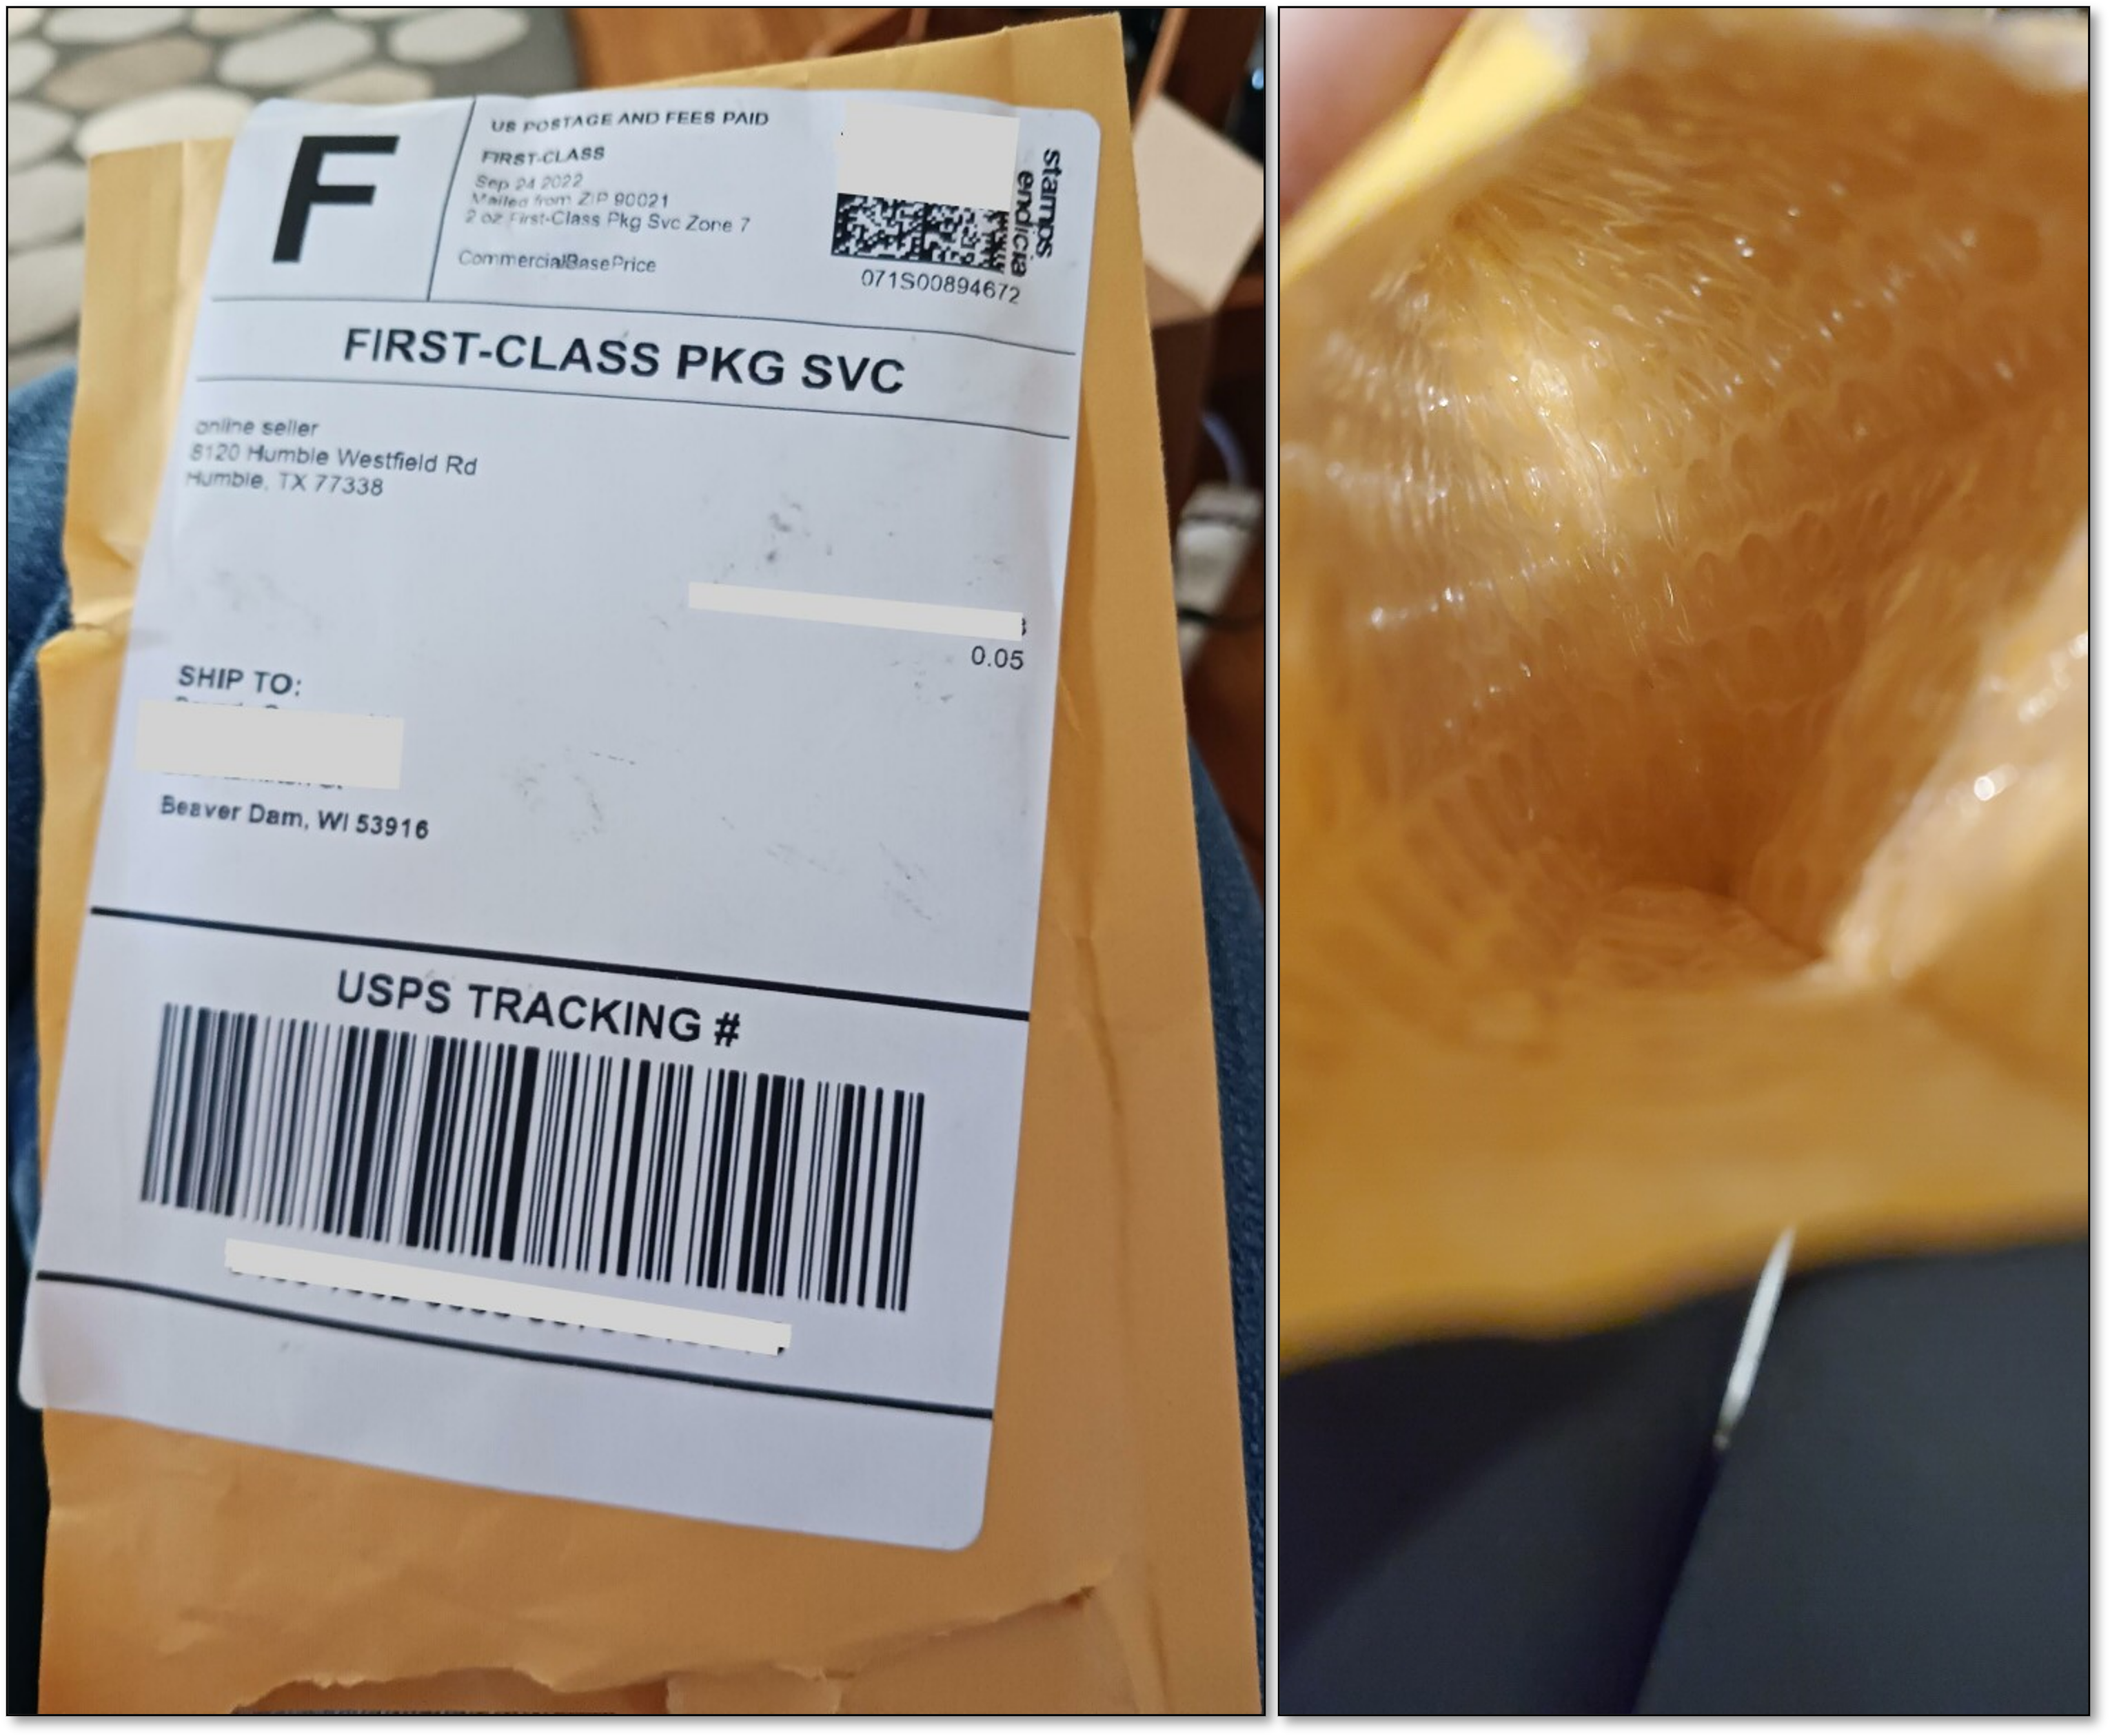 F
US POSTAGE AND FEES PAID
FIRST-CLASS
Sep 24 2022
Mailed from ZIP 90021
2 oz First-Class Pkg Svc Zone 7
CommercialBasePrice
stamps
endicia
071S00894672
FIRST-CLASS PKG SVC
online seller
8120 Humble Westfield Rd
Humble, TX 77338
0.05
SHIP TO:
Beaver Dam, WI 53916
USPS TRACKING #